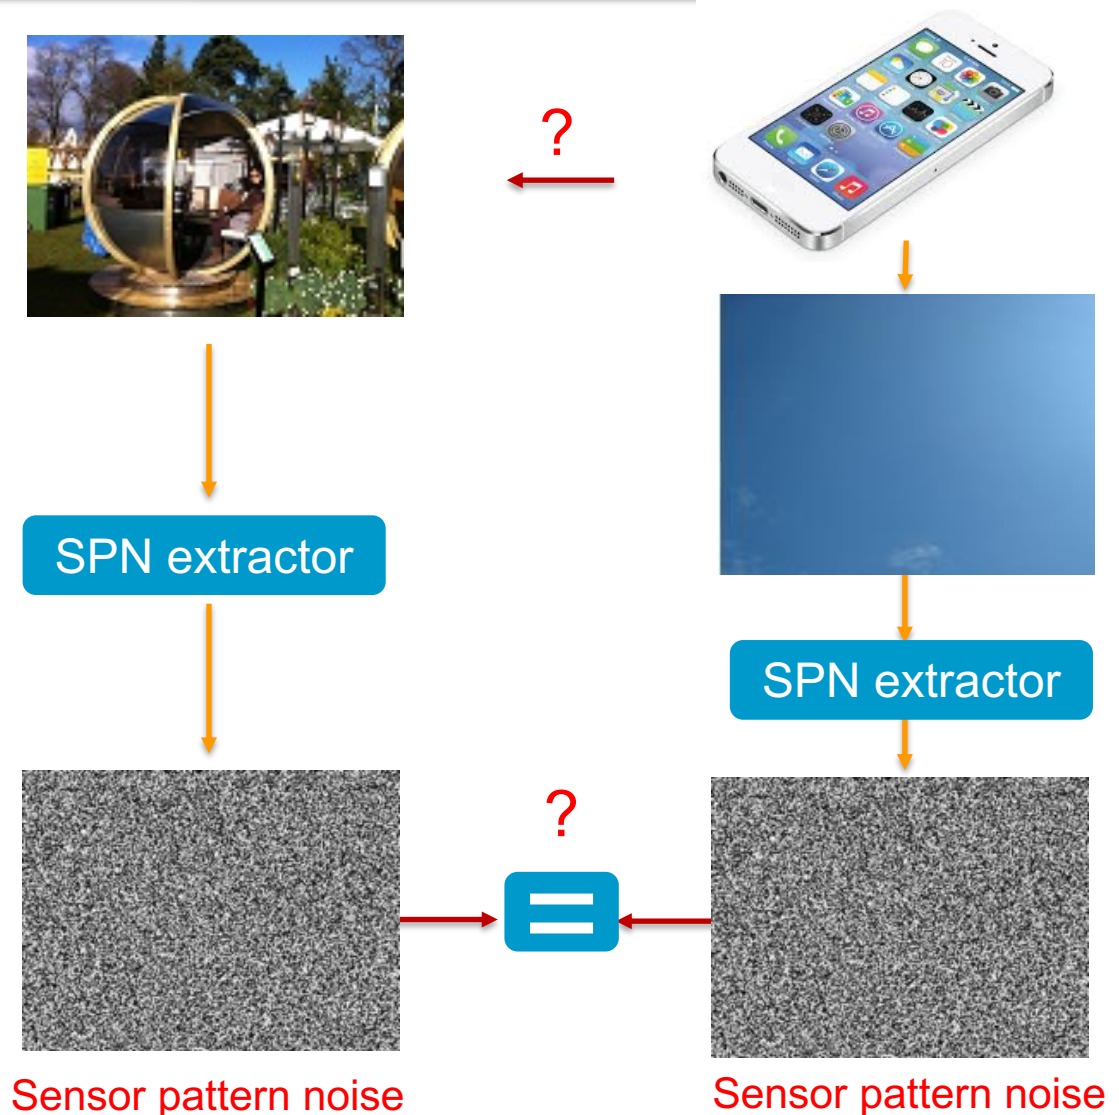 ?
SPN extractor
SPN extractor
?
=
Sensor pattern noise
Sensor pattern noise